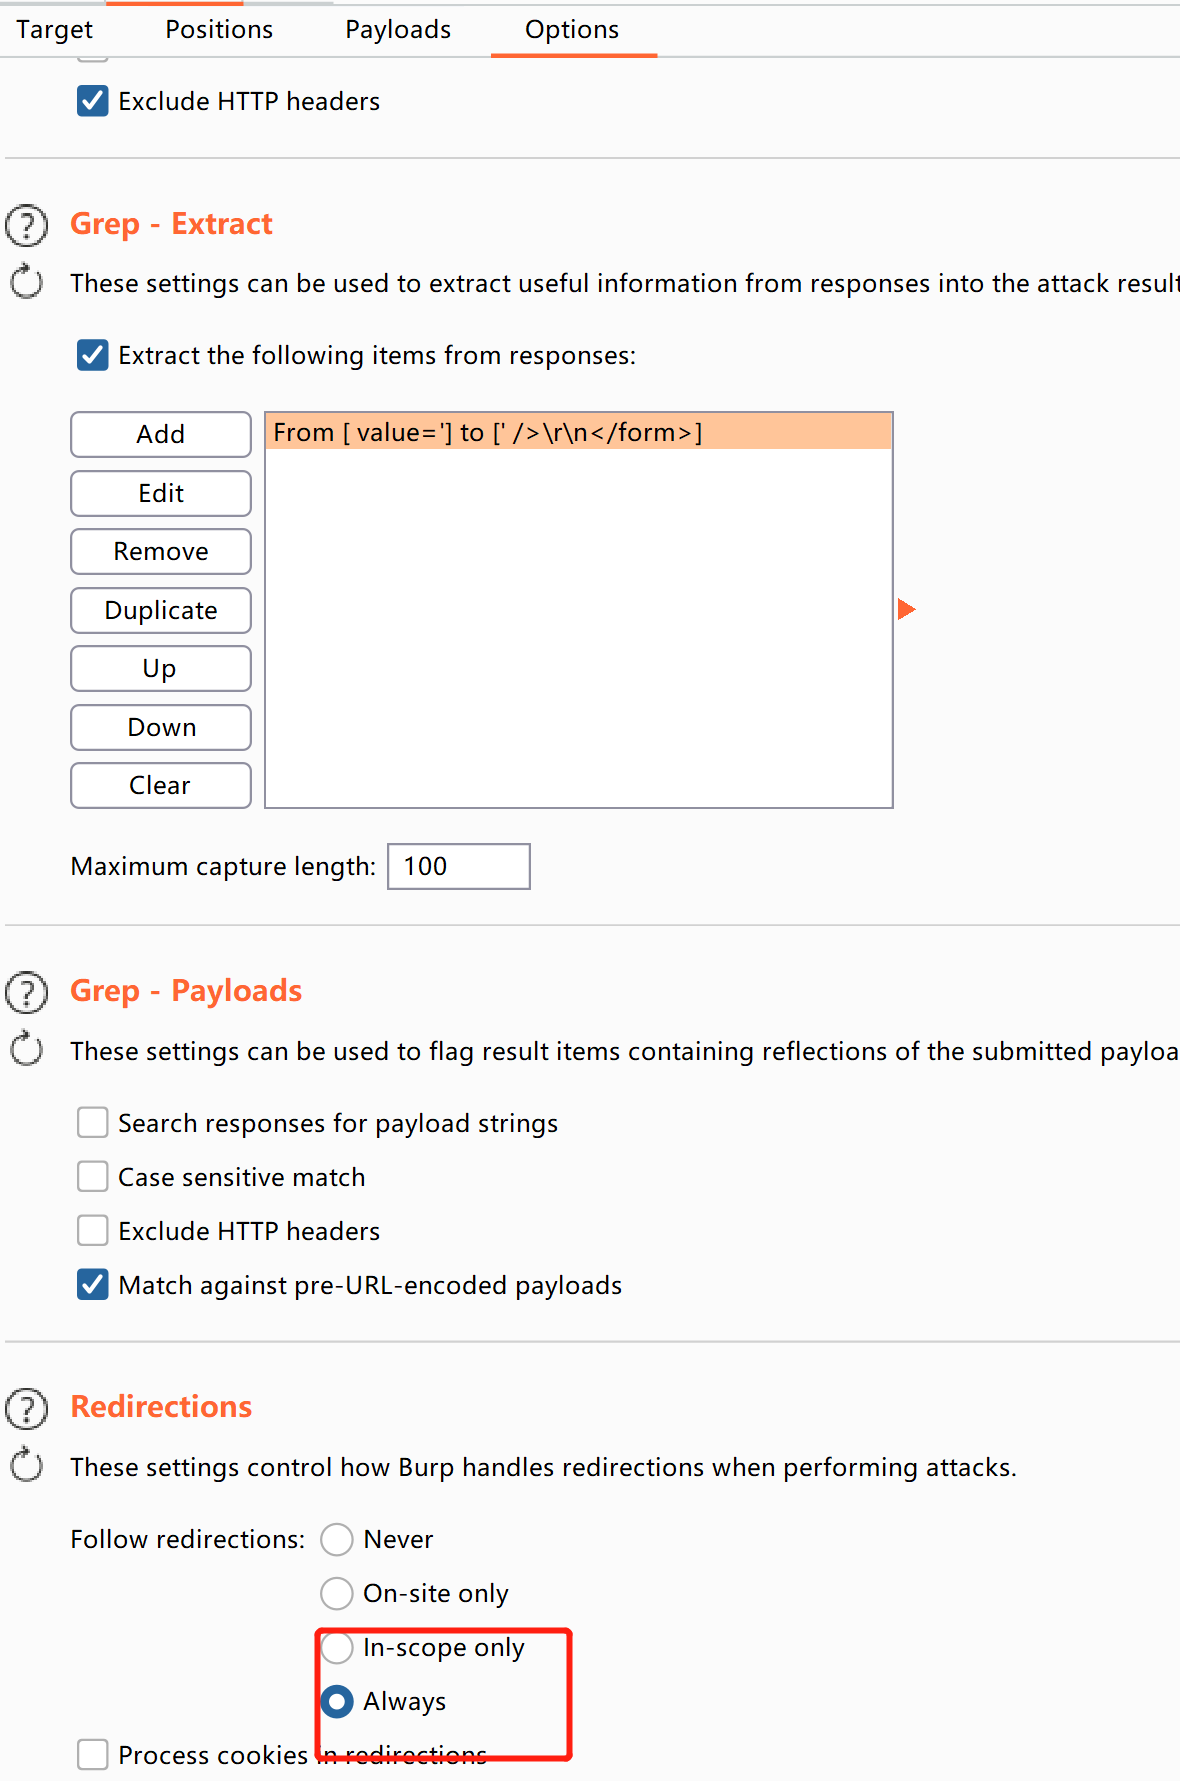 Target Positions Payloads Options
Exclude HTTP headers
? Grep - Extract
These settings can be used to extract useful information from responses into the attack result
Extract the following items from responses:
Add
From [ value='] to [' />\r\n</form>]
Edit
Remove
Duplicate
Up
Down
Clear
Maximum capture length: 100
? Grep - Payloads
These settings can be used to flag result items containing reflections of the submitted payloa
Search responses for payload strings
Case sensitive match
Exclude HTTP headers
Match against pre-URL-encoded payloads
? Redirections
These settings control how Burp handles redirections when performing attacks.
Follow redirections: Never
On-site only
In-scope only
Always
Process cookies in redirections